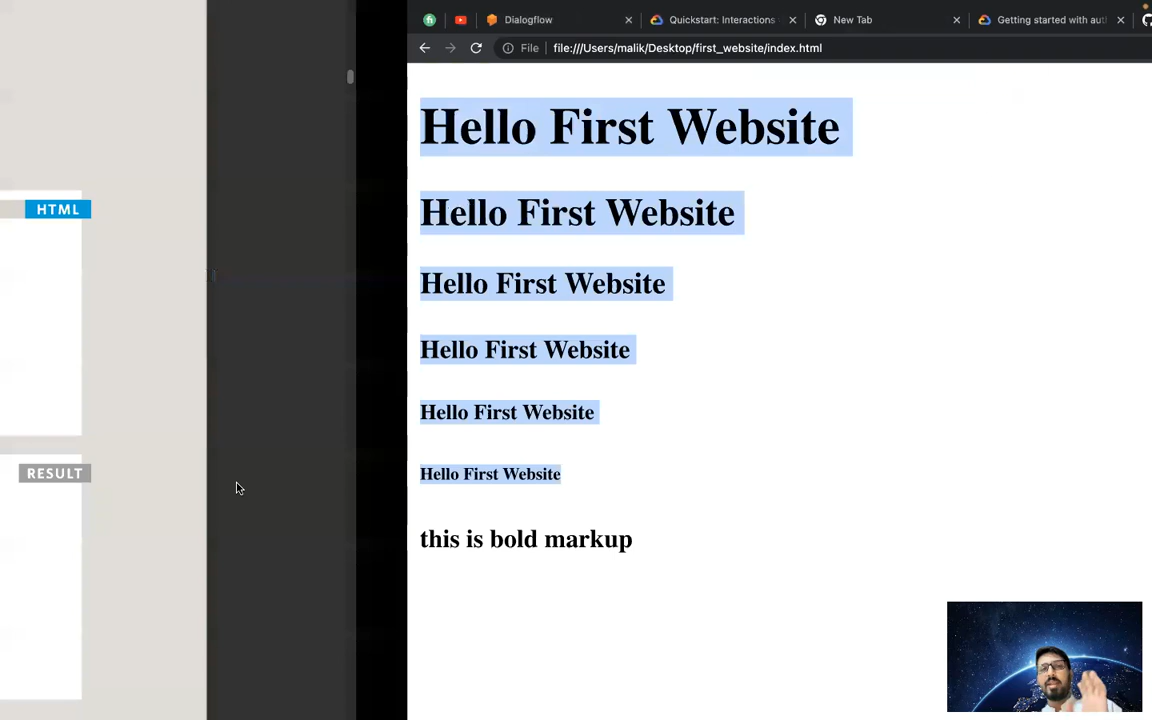 Dialogflow
Quickstart: Interactions
New Tab
Getting started with aut
File
file:///Users/malik/Desktop/first_website/index.html
Hello First Website
HTML
Hello First Website
Hello First Website
Hello First Website
Hello First Website
Hello First Website
RESULT
this is bold markup